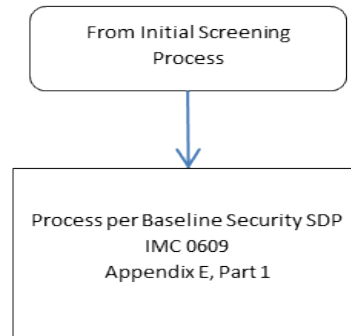 From Initial Screening
Process
Process per Baseline Security SDP
IMC 0609
Appendix E, Part 1